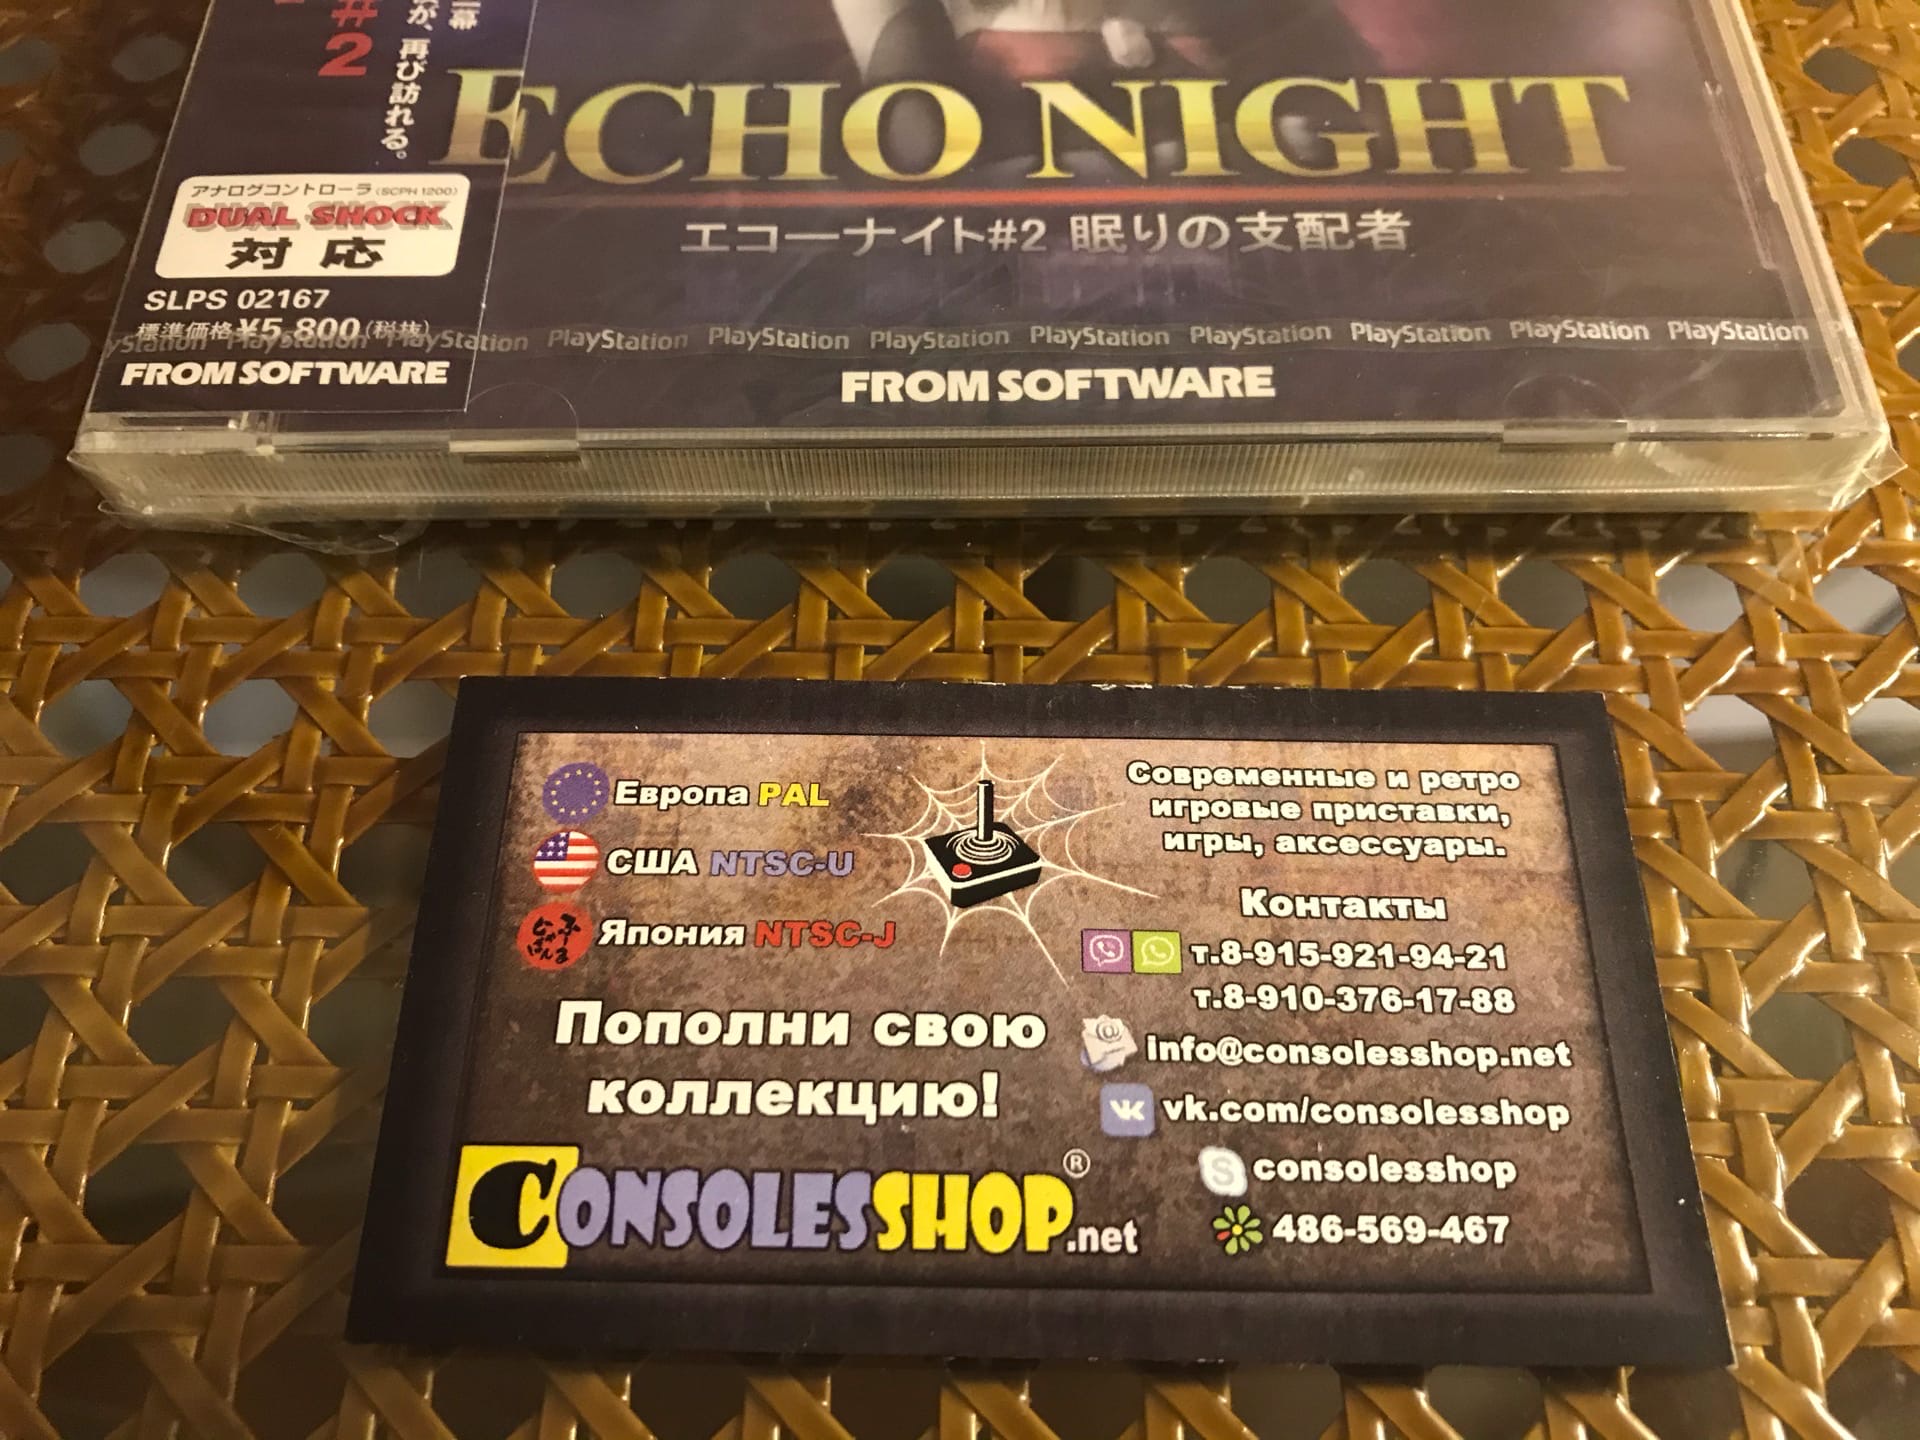 #2
再び訪れる。
ECHO NIGHT
エコーナイト#2 眠りの支配者
アナログコントローラ(SCPH 1200)
DUAL SHOCK
対応
SLPS 02167
標準価格¥5,800(税抜)
FROM SOFTWARE
PlayStation PlayStation PlayStation PlayStation PlayStation PlayStation PlayStation PlayStation PlayStation PlayStation
FROM SOFTWARE
Европа PAL
США NTSC-U
Япония NTSC-J
Пополни свою
коллекцию!
CONSOLESSHOP®.net
Современные и ретро
игровые приставки,
игры, аксессуары.
Контакты
т.8-915-921-94-21
т.8-910-376-17-88
info@consolesshop.net
vk.com/consolesshop
consolesshop
486-569-467